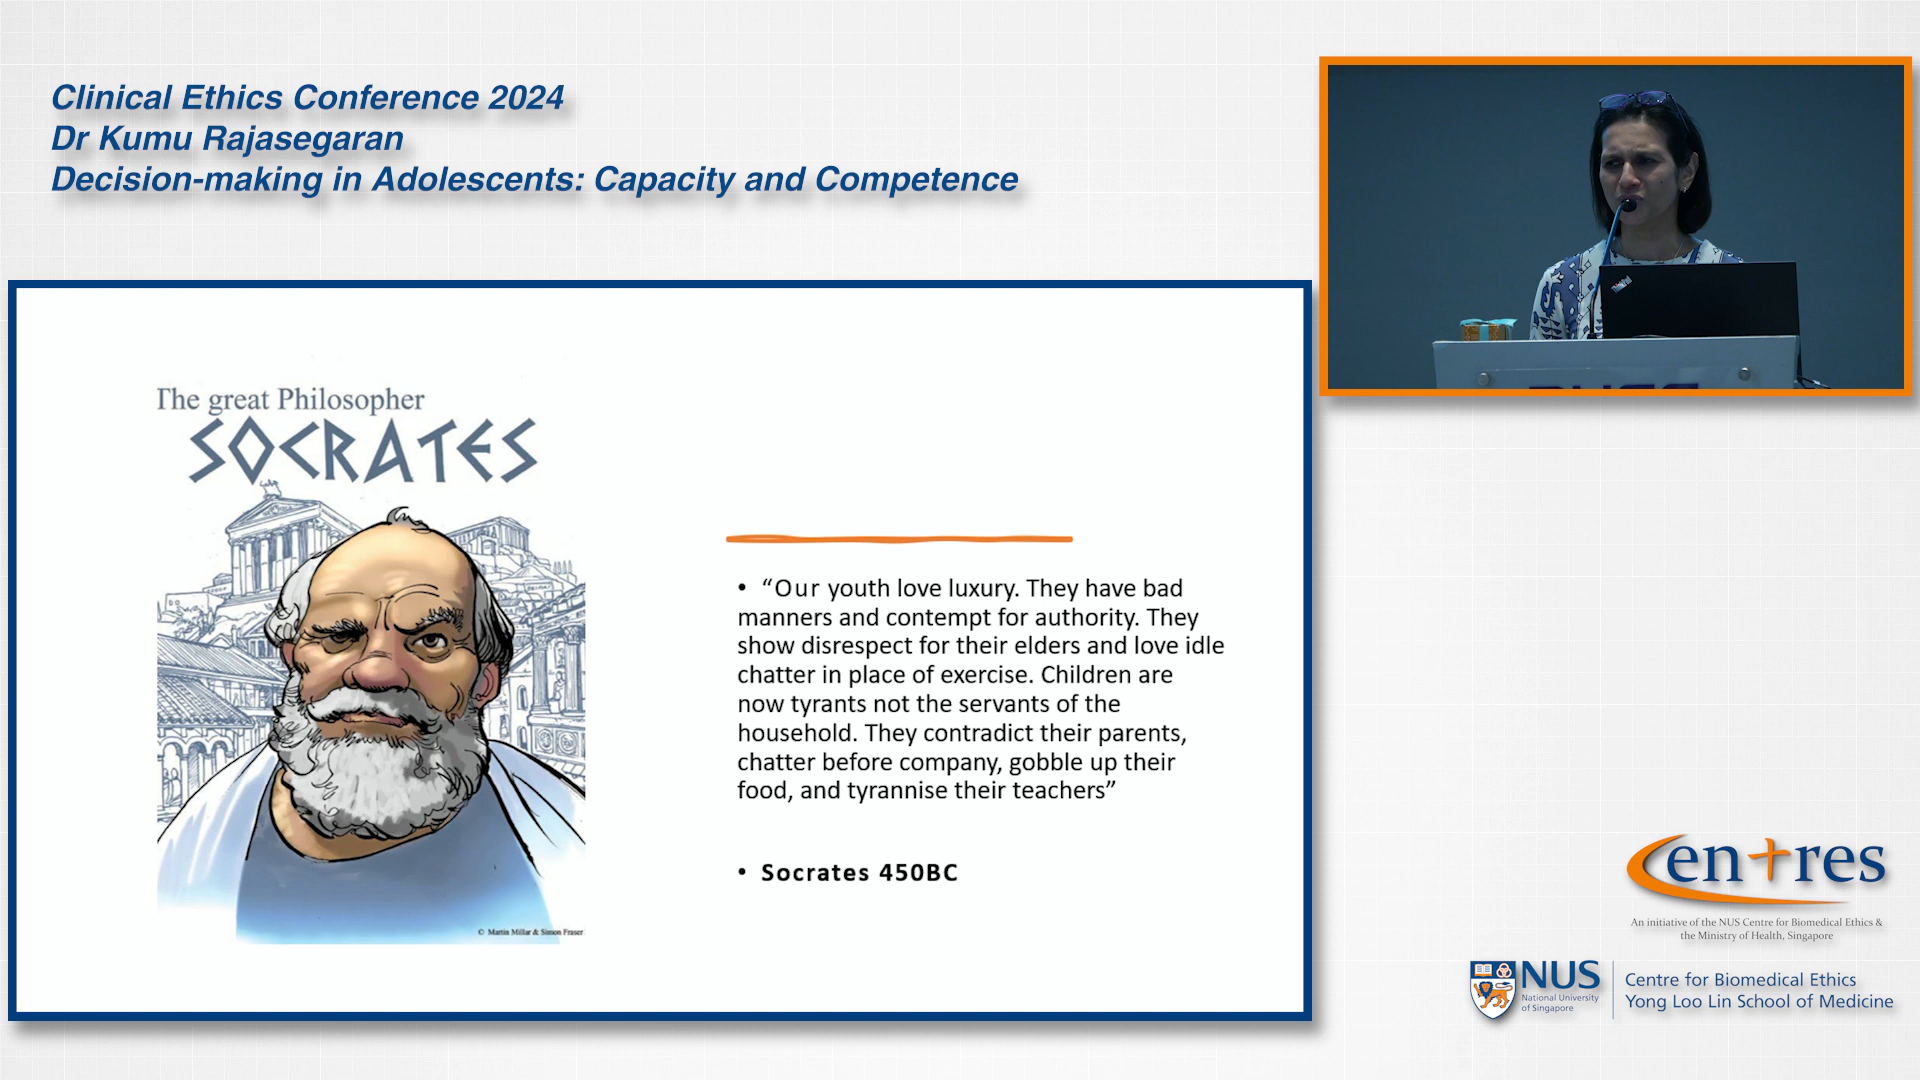 Clinical Ethics Conference 2024
Dr Kumu Rajasegaran
Decision-making in Adolescents: Capacity and Competence
The great Philosopher
SOCRATES
© Martin Millar & Simon Fraser
• “Our youth love luxury. They have bad
manners and contempt for authority. They
show disrespect for their elders and love idle
chatter in place of exercise. Children are
now tyrants not the servants of the
household. They contradict their parents,
chatter before company, gobble up their
food, and tyrannise their teachers”
• Socrates 450BC
Centres
An initiative of the NUS Centre for Biomedical Ethics &
the Ministry of Health, Singapore
NUS
National University
of Singapore
Centre for Biomedical Ethics
Yong Loo Lin School of Medicine